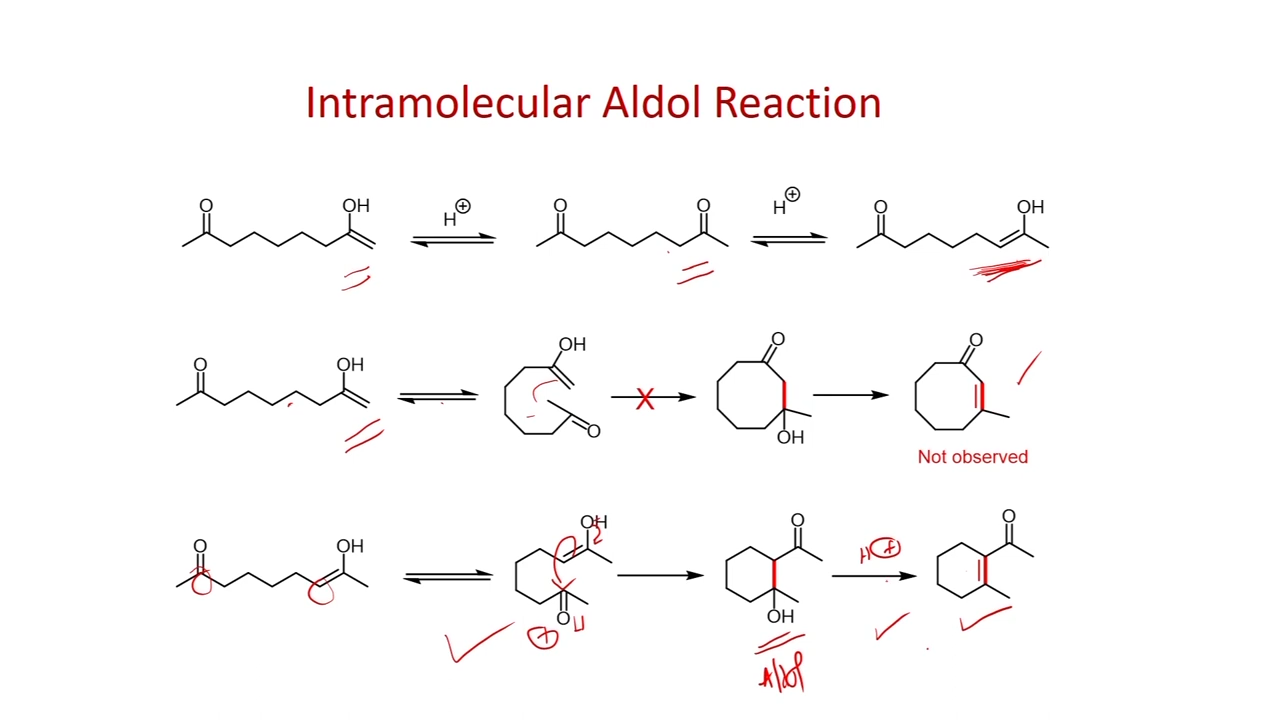 Intramolecular Aldol Reaction
O OH H⊕ O O H⊕ O OH
O OH OH O O OH O
Not observed
O OH OH O ⊕ H O OH H⊕ O
Aldol